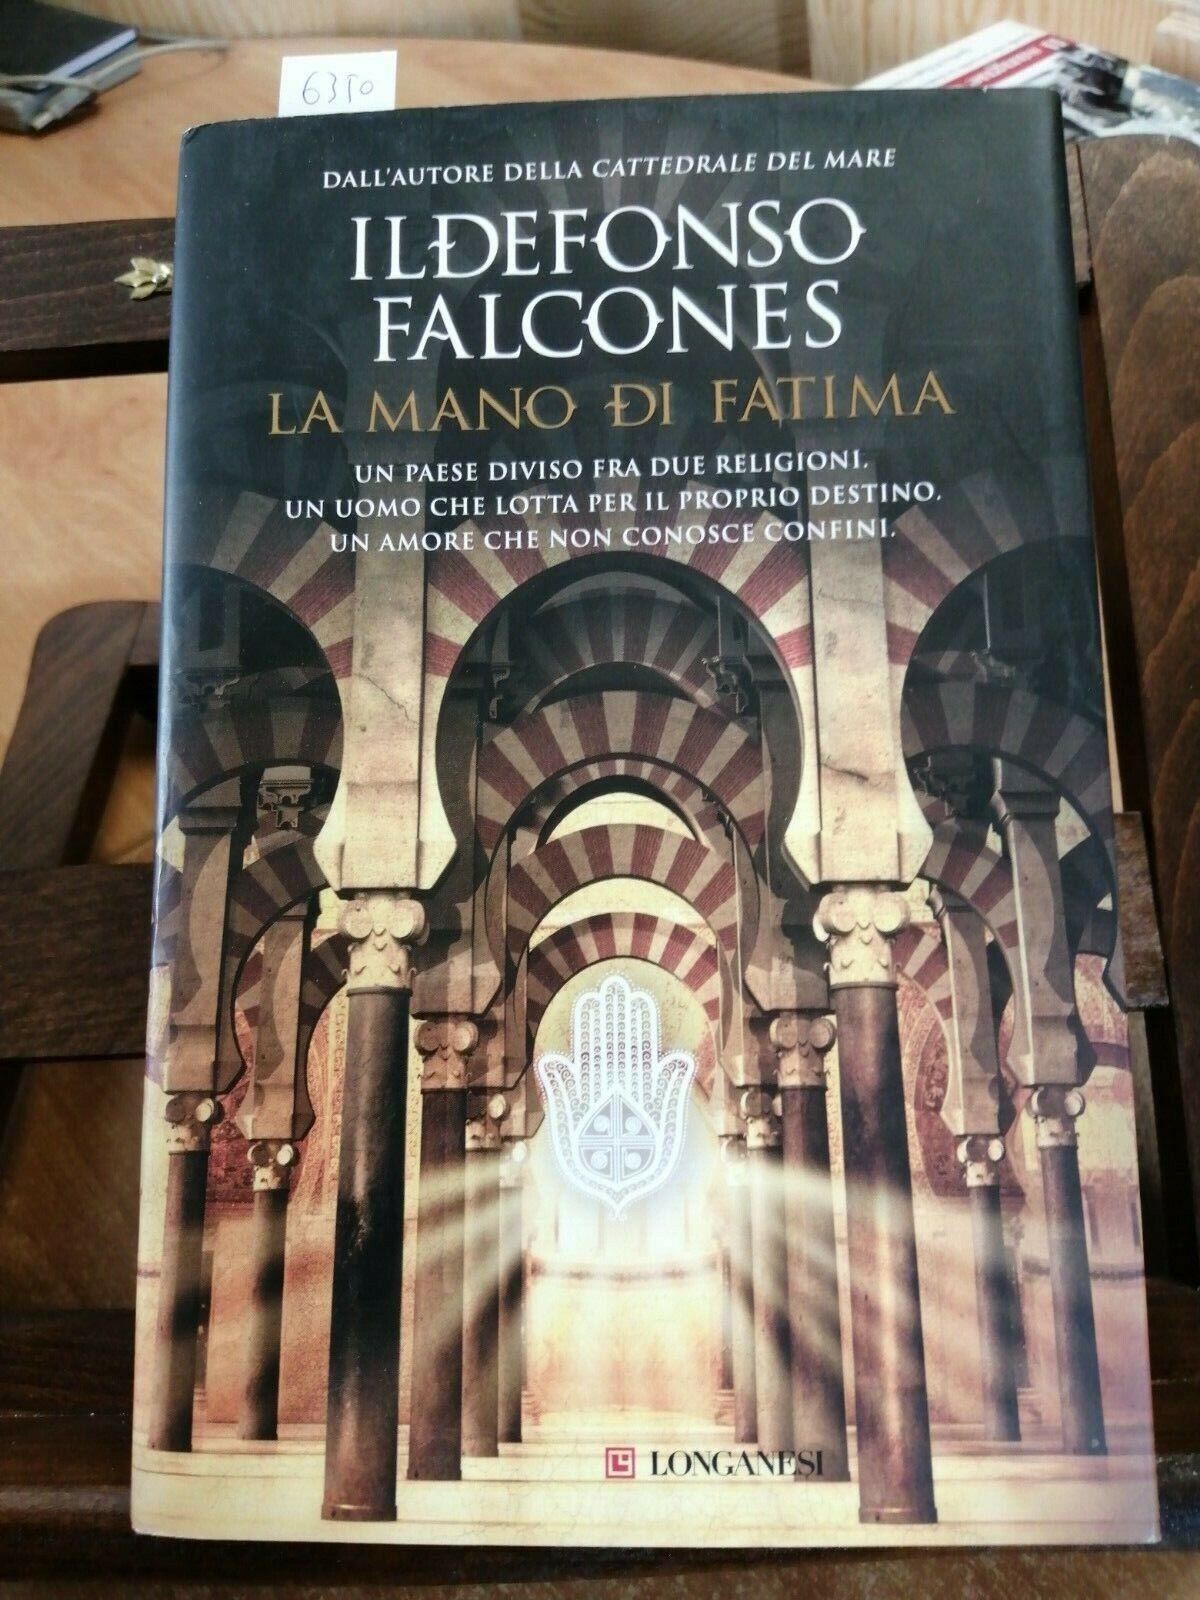 6350
DALL'AUTORE DELLA CATTEDRALE DEL MARE
ILDEFONSO
FALCONES
LA MANO DI FATIMA
UN PAESE DIVISO FRA DUE RELIGIONI.
UN UOMO CHE LOTTA PER IL PROPRIO DESTINO.
UN AMORE CHE NON CONOSCE CONFINI.
LONGANESI